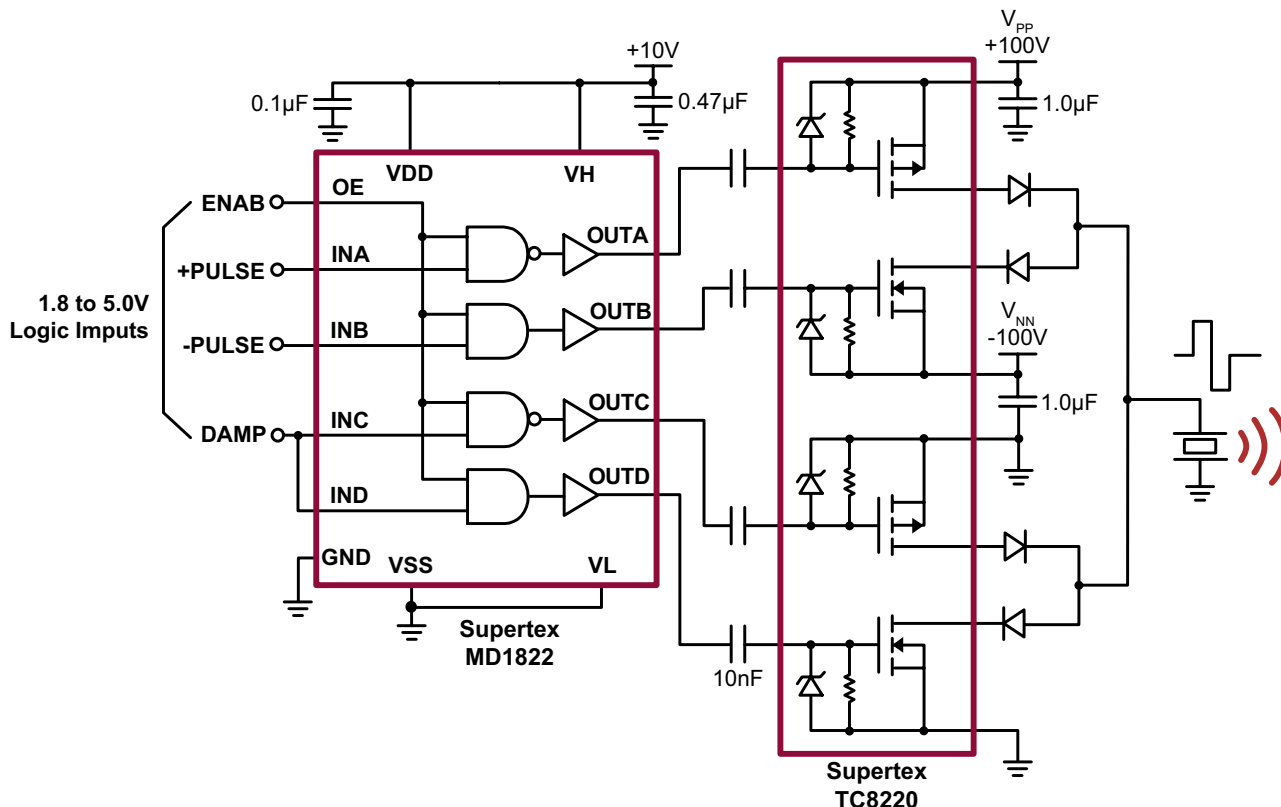 V_PP
+100V
+10V
0.1µF
0.47µF
1.0µF
VDD
VH
ENAB
OE
OUTA
+PULSE
INA
1.8 to 5.0V
Logic Imputs
OUTB
-PULSE
INB
V_NN
-100V
1.0µF
OUTC
DAMP
INC
OUTD
IND
GND
VSS
VL
Supertex
MD1822
10nF
Supertex
TC8220